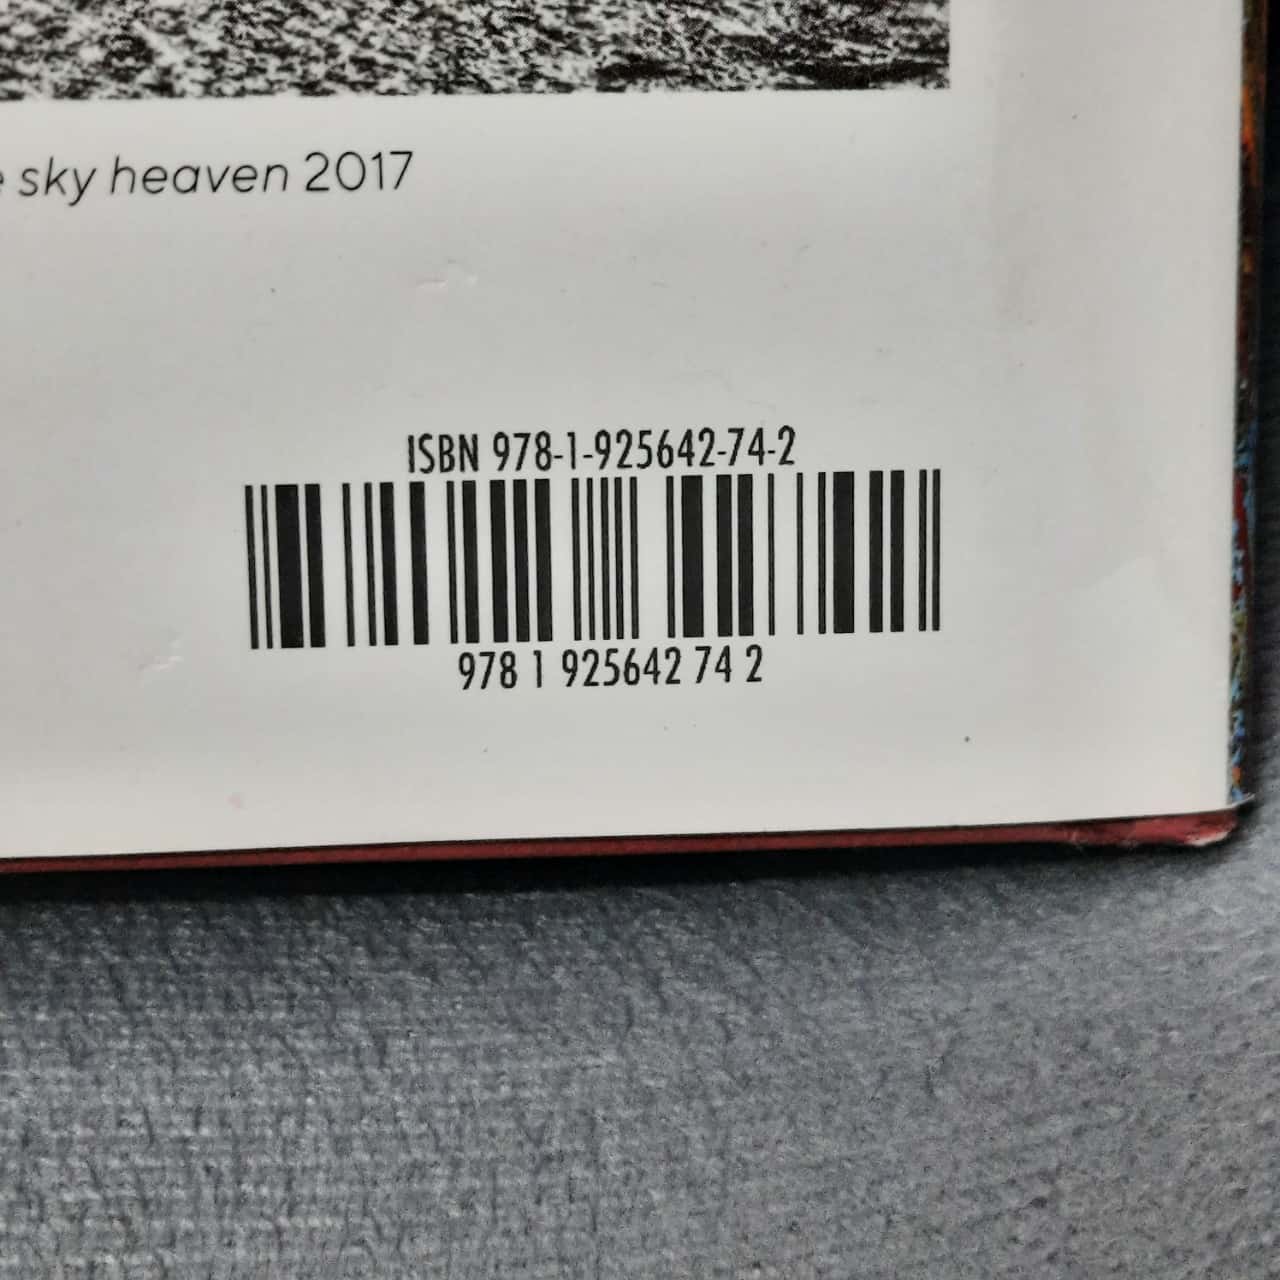 sky heaven 2017
ISBN 978-1-925642-74-2
978 1 925642 74 2